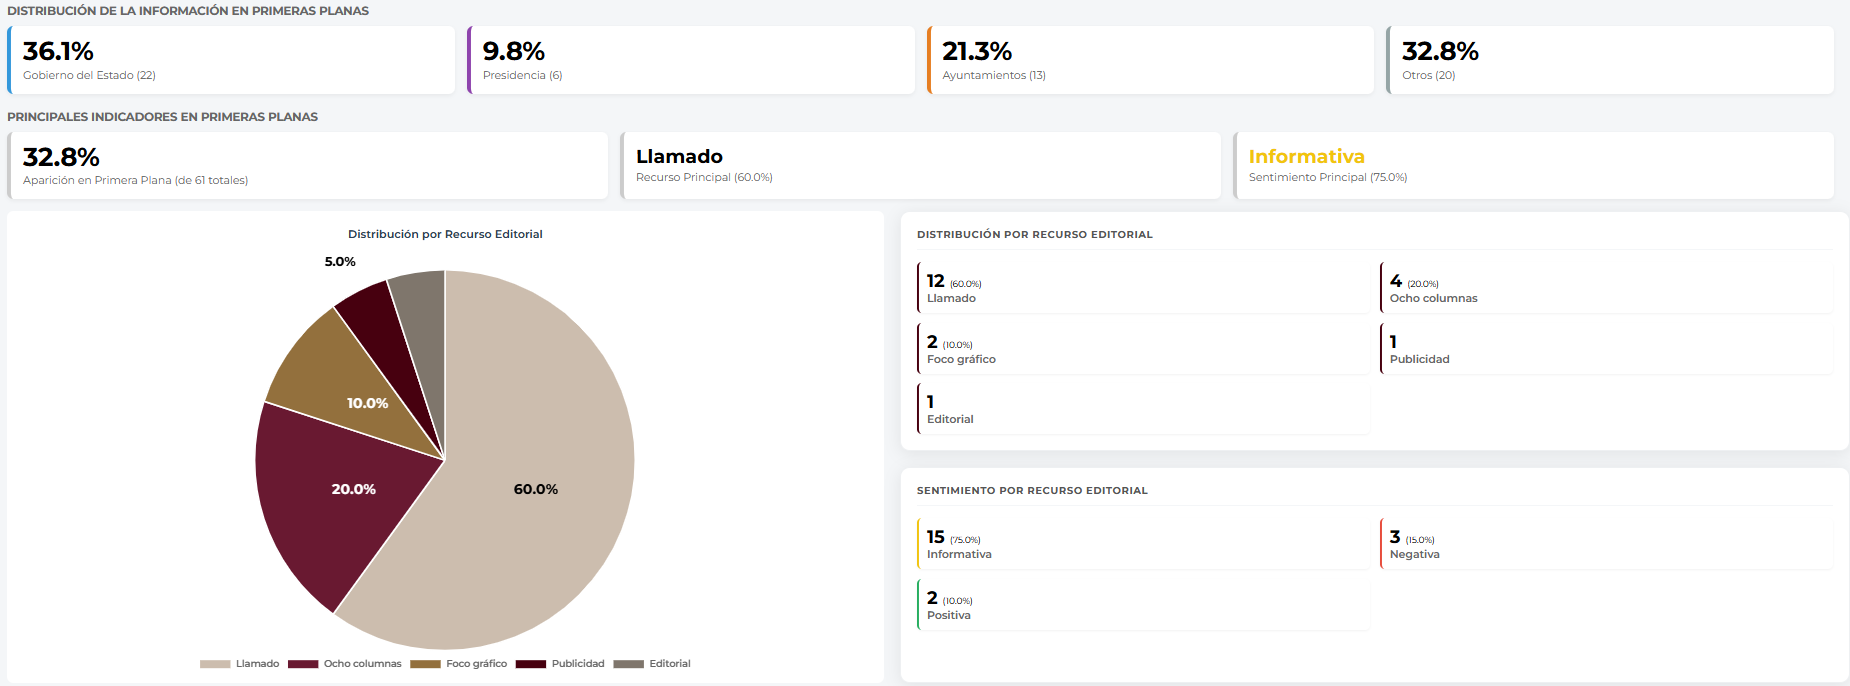 DISTRIBUCIÓN DE LA INFORMACIÓN EN PRIMERAS PLANAS
36.1%
Gobierno del Estado (22)
9.8%
Presidencia (6)
21.3%
Ayuntamientos (13)
32.8%
Otros (20)
PRINCIPALES INDICADORES EN PRIMERAS PLANAS
32.8%
Aparición en Primera Plana (de 61 totales)
Llamado
Recurso Principal (60.0%)
Informativa
Sentimiento Principal (75.0%)
Distribución por Recurso Editorial
5.0%
10.0%
20.0%
60.0%
Llamado Ocho columnas Foco gráfico Publicidad Editorial
DISTRIBUCIÓN POR RECURSO EDITORIAL
12 (60.0%)
Llamado
4 (20.0%)
Ocho columnas
2 (10.0%)
Foco gráfico
1
Publicidad
1
Editorial
SENTIMIENTO POR RECURSO EDITORIAL
15 (75.0%)
Informativa
3 (15.0%)
Negativa
2 (10.0%)
Positiva